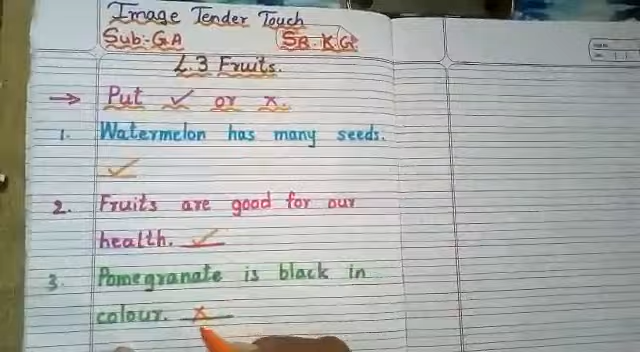 Image Tender Touch
Sub:- G.A Sr. K.G.
L.3 Fruits.
→ Put ✓ or x.
1. Watermelon has many seeds.
✓
2. Fruits are good for our
health. ✓
3. Pomegranate is black in
colour. x